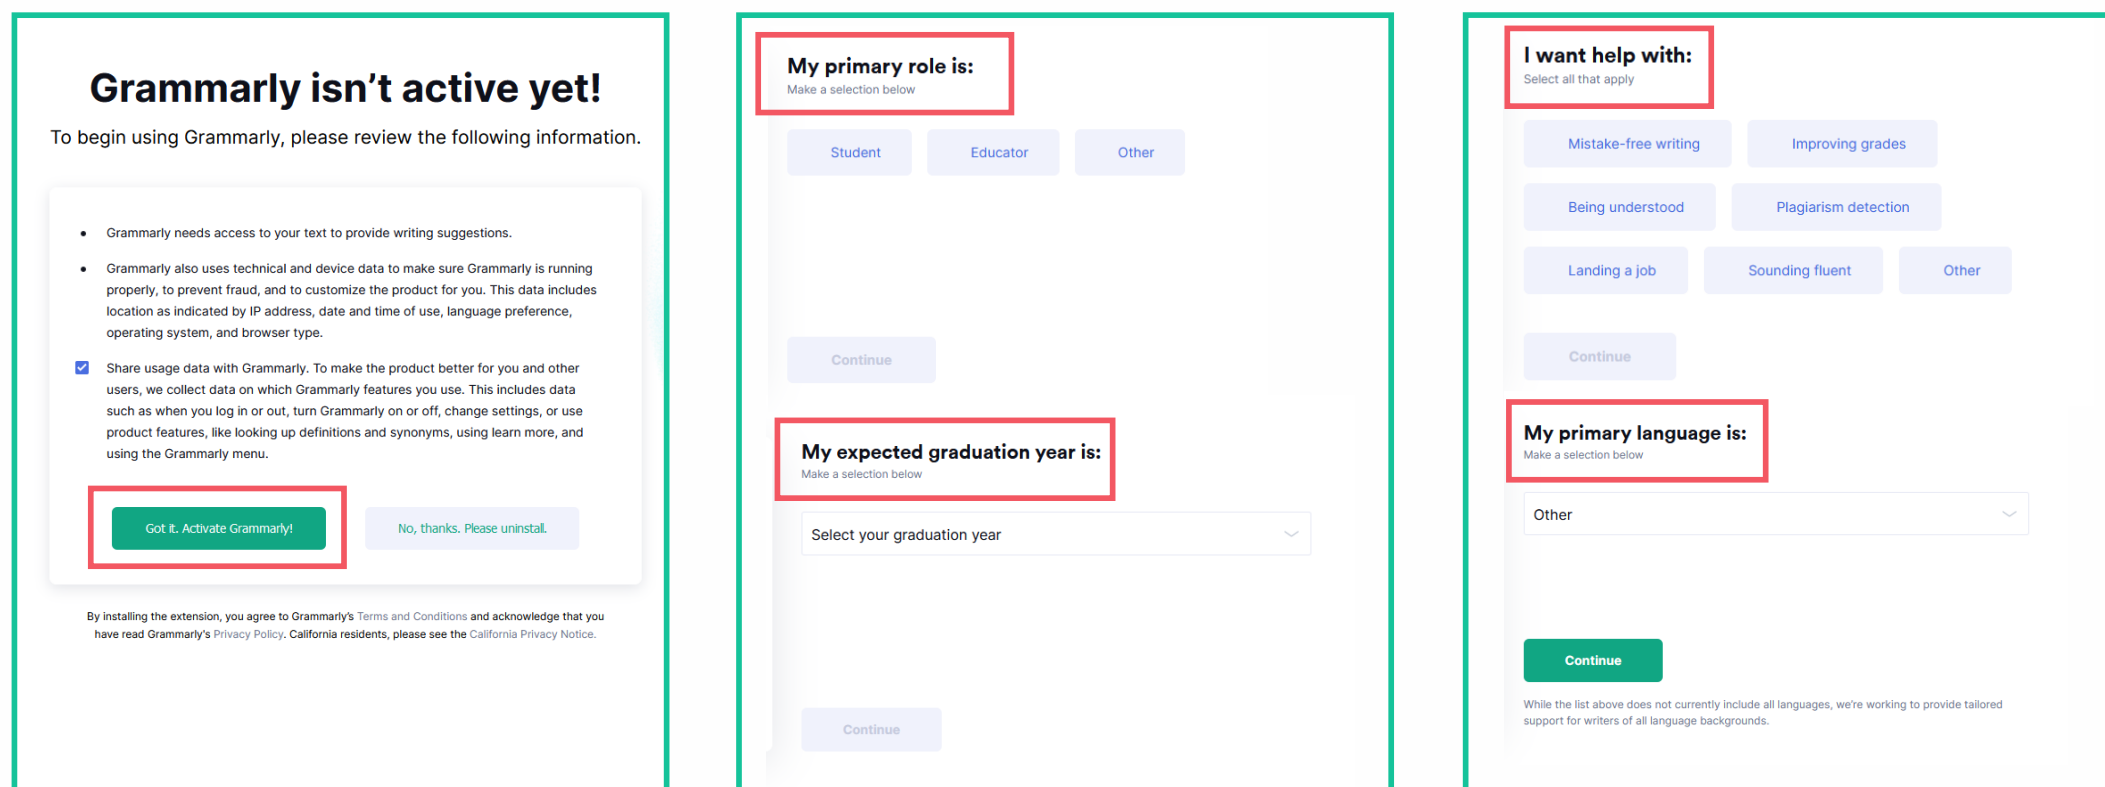 Grammarly isn’t active yet!
To begin using Grammarly, please review the following information.
Grammarly needs access to your text to provide writing suggestions.
Grammarly also uses technical and device data to make sure Grammarly is running
properly, to prevent fraud, and to customize the product for you. This data includes
location as indicated by IP address, date and time of use, language preference,
operating system, and browser type.
Share usage data with Grammarly. To make the product better for you and other
users, we collect data on which Grammarly features you use. This includes data
such as when you log in or out, turn Grammarly on or off, change settings, or use
product features, like looking up definitions and synonyms, using learn more, and
using the Grammarly menu.
Got it. Activate Grammarly!
No, thanks. Please uninstall.
By installing the extension, you agree to Grammarly’s Terms and Conditions and acknowledge that you
have read Grammarly's Privacy Policy. California residents, please see the California Privacy Notice.
My primary role is:
Make a selection below
Student
Educator
Other
Continue
My expected graduation year is:
Make a selection below
Select your graduation year
Continue
I want help with:
Select all that apply
Mistake-free writing
Improving grades
Being understood
Plagiarism detection
Landing a job
Sounding fluent
Other
Continue
My primary language is:
Make a selection below
Other
Continue
While the list above does not currently include all languages, we're working to provide tailored
support for writers of all language backgrounds.